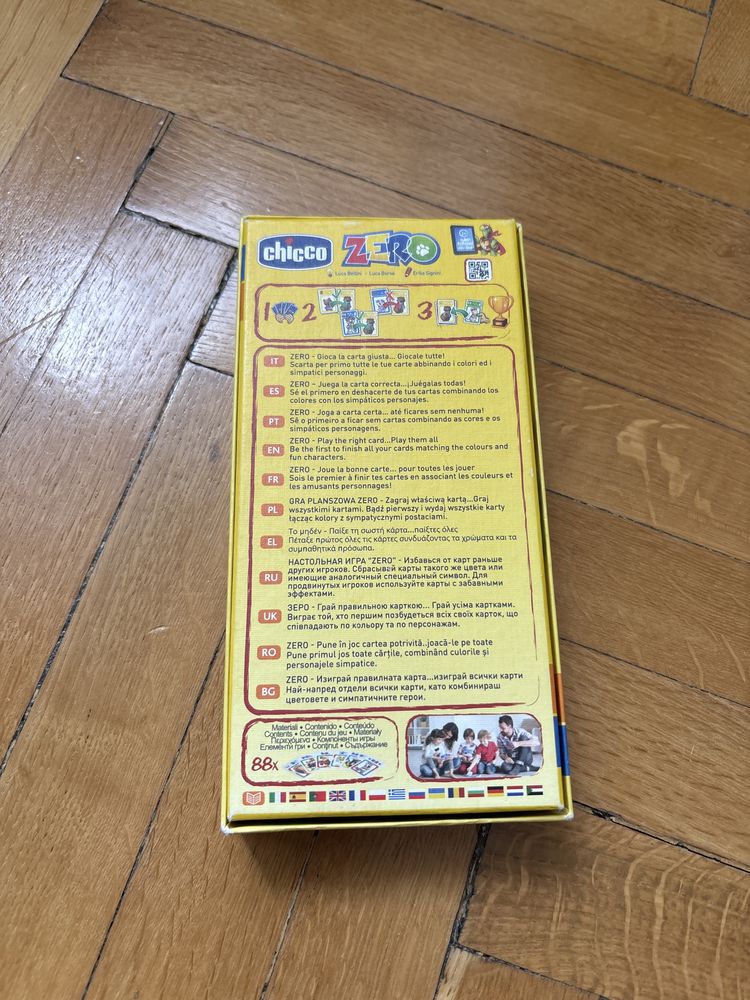 chicco ZERO
Luca Bellini - Luca Borsa Erika Signini
1 2 3
IT ZERO - Gioca la carta giusta... Giocale tutte!
Scarta per primo tutte le tue carte abbinando i colori ed i
simpatici personaggi.
ES ZERO – Juega la carta correcta...¡Juégalas todas!
Sé el primero en deshacerte de tus cartas combinando los
colores con los simpáticos personajes.
PT ZERO - Joga a carta certa... até ficares sem nenhuma!
Sê o primeiro a ficar sem cartas combinando as cores e os
simpáticos personagens.
EN ZERO - Play the right card...Play them all
Be the first to finish all your cards matching the colours and
fun characters.
FR ZERO - Joue la bonne carte... pour toutes les jouer
Sois le premier à finir tes cartes en associant les couleurs et
les amusants personnages!
PL GRA PLANSZOWA ZERO - Zagraj właściwą kartą...Graj
wszystkimi kartami. Bądź pierwszy i wydaj wszystkie karty
łącząc kolory z sympatycznymi postaciami.
EL Το μηδέν - Παίξε τη σωστή κάρτα...παίξτες όλες
Πέταξε πρώτος όλες τις κάρτες συνδυάζοντας τα χρώματα και τα
συμπαθητικά πρόσωπα.
RU НАСТОЛЬНАЯ ИГРА "ZERO" - Избавься от карт раньше
других игроков. Сбрасывай карты такого же цвета или
имеющие аналогичный специальный символ. Для
продвинутых игроков используйте карты с забавными
эффектами.
UK ЗЕРО - Грай правильною карткою... Грай усіма картками.
Виграє той, хто першим позбудеться всіх своїх карток, що
співпадають по кольору та по персонажам.
RO ZERO - Pune în joc cartea potrivită..joacă-le pe toate
Pune primul jos toate cărțile, combinând culorile și
personajele simpatice.
BG ZERO - Изиграй правилната карта...изиграй всички карти
Най-напред отдели всички карти, като комбинираш
цветовете и симпатичните герои.
Materiali • Contenido • Conteúdo
Contents • Contenu du jeu • Materiały
Περιεχόμενα • Компоненты игры
Елементи гри • Conținut • Съдържание
88x